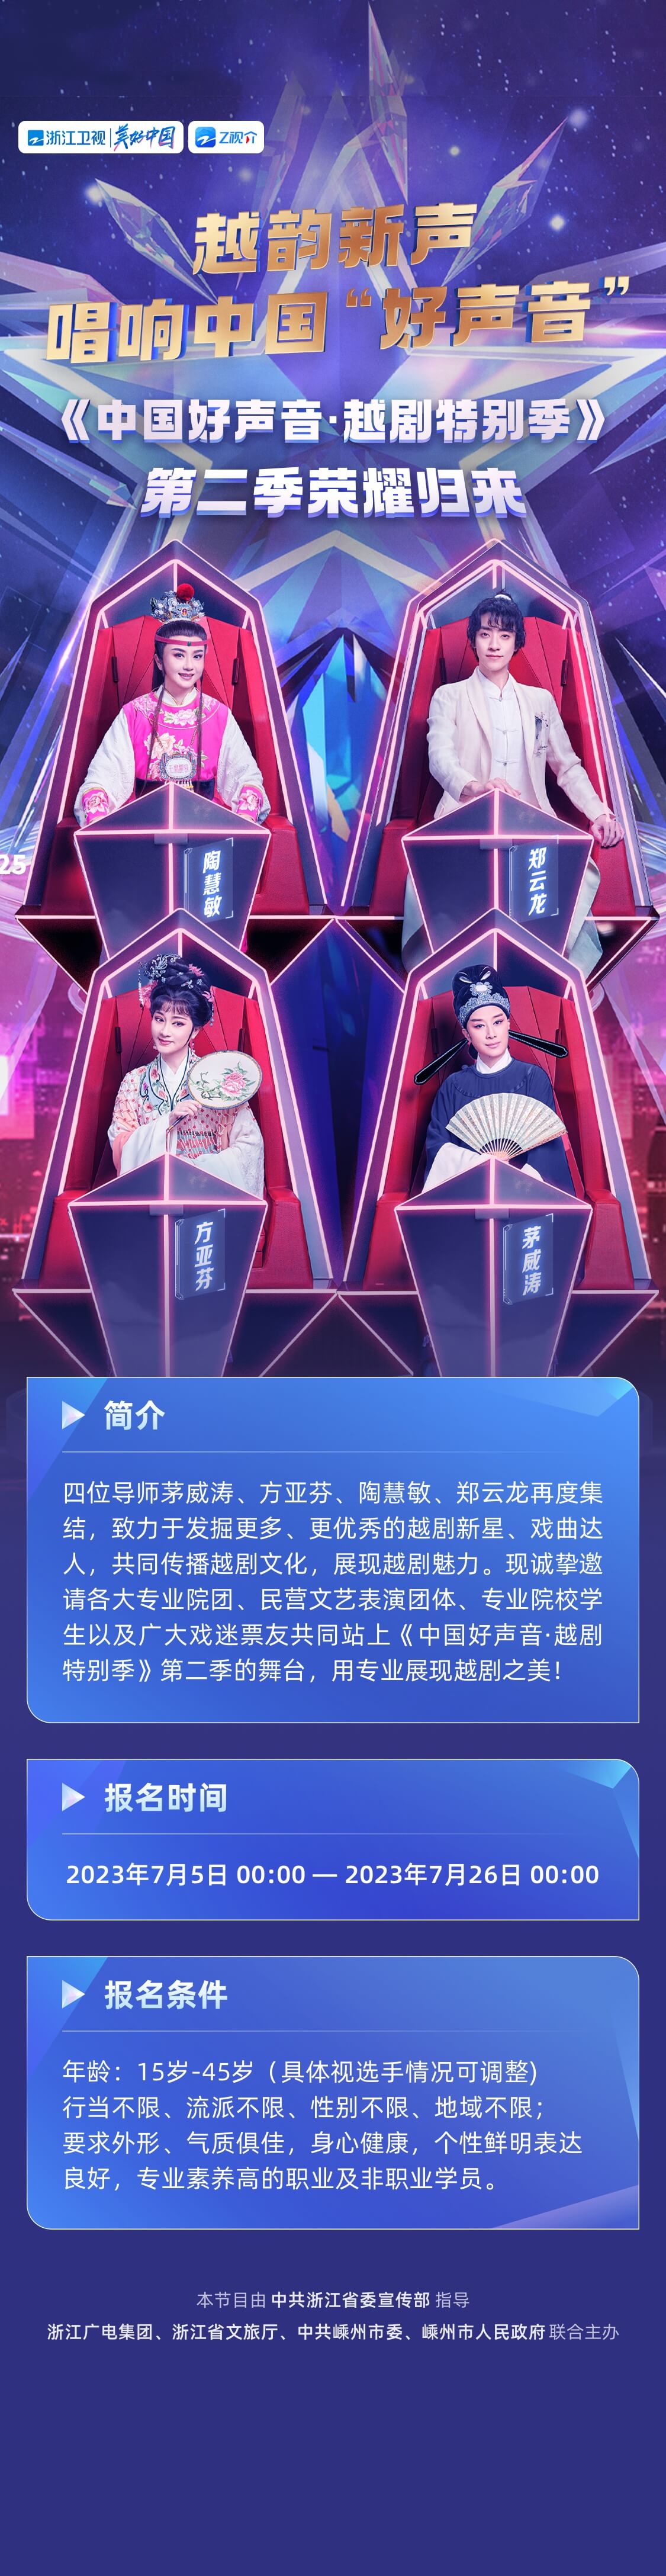 浙江卫视 美好中国 Z视介
越韵新声
唱响中国“好声音”
《中国好声音·越剧特别季》
第二季荣耀归来
陶慧敏
郑云龙
25
方亚芬
茅威涛
简介
四位导师茅威涛、方亚芬、陶慧敏、郑云龙再度集
结，致力于发掘更多、更优秀的越剧新星、戏曲达
人，共同传播越剧文化，展现越剧魅力。现诚挚邀
请各大专业院团、民营文艺表演团体、专业院校学
生以及广大戏迷票友共同站上《中国好声音·越剧
特别季》第二季的舞台，用专业展现越剧之美！
报名时间
2023年7月5日 00:00 — 2023年7月26日 00:00
报名条件
年龄：15岁-45岁（具体视选手情况可调整)
行当不限、流派不限、性别不限、地域不限；
要求外形、气质俱佳，身心健康，个性鲜明表达
良好，专业素养高的职业及非职业学员。
本节目由 中共浙江省委宣传部 指导
浙江广电集团、浙江省文旅厅、中共嵊州市委、嵊州市人民政府 联合主办